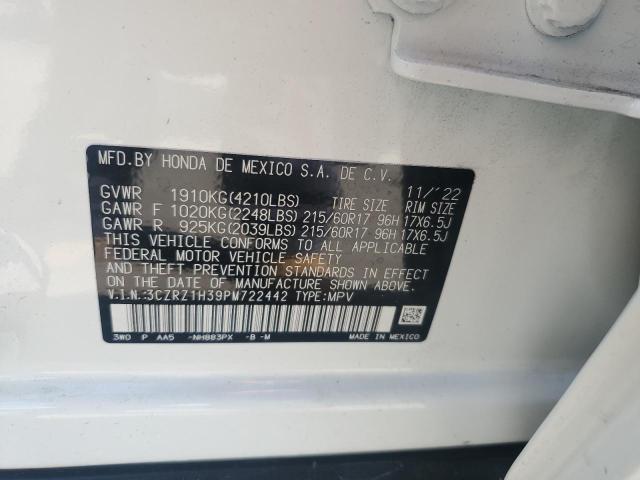 MFD.BY HONDA DE MEXICO S.A. DE C.V. 11/'22
GVWR 1910KG(4210LBS) TIRE SIZE RIM SIZE
GAWR F 1020KG(2248LBS) 215/60R17 96H 17X6.5J
GAWR R 925KG(2039LBS) 215/60R17 96H 17X6.5J
THIS VEHICLE CONFORMS TO ALL APPLICABLE
FEDERAL MOTOR VEHICLE SAFETY
AND THEFT PREVENTION STANDARDS IN EFFECT
ON THE DATE OF MANUFACTURE SHOWN ABOVE.
V.I.N.:3CZRZ1H39PM722442 TYPE:MPV
3W0 P AA5 -NH883PX -B -M MADE IN MEXICO